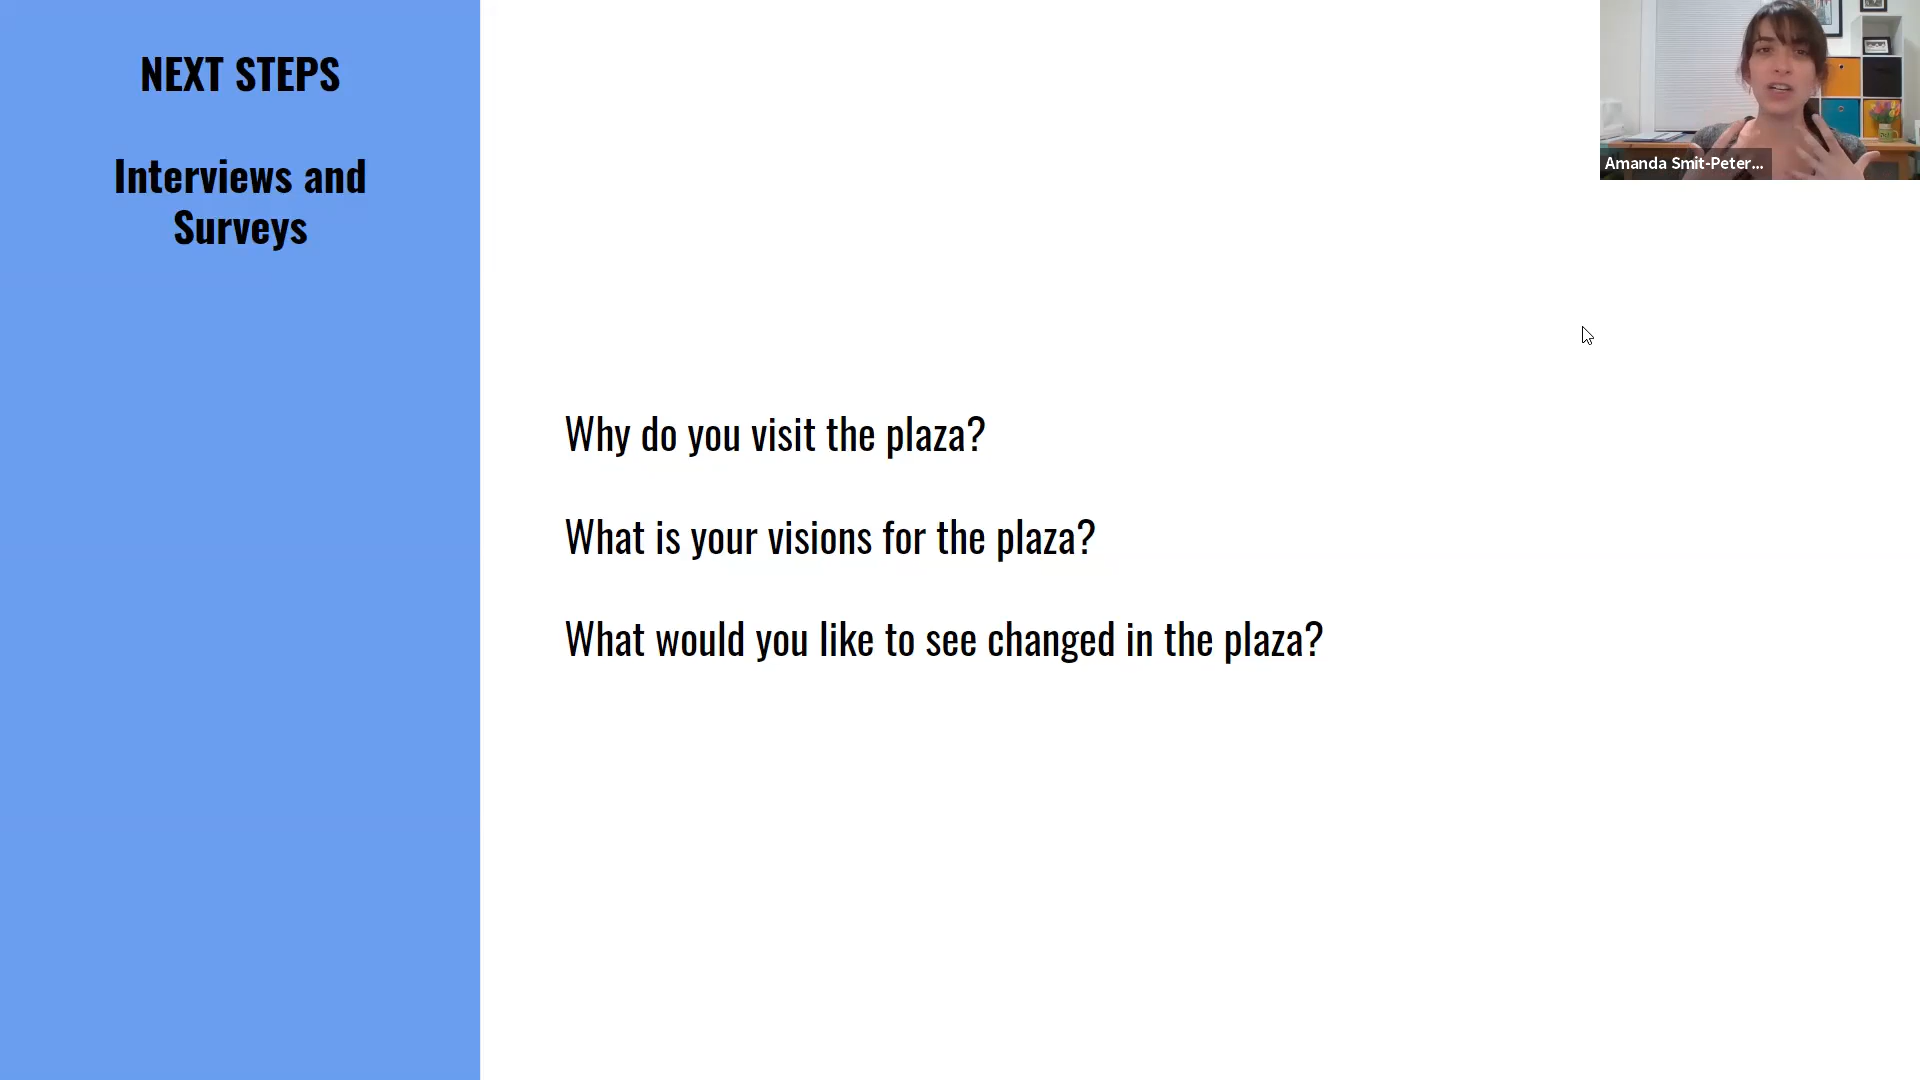 NEXT STEPS
Interviews and
Surveys
Why do you visit the plaza?
What is your visions for the plaza?
What would you like to see changed in the plaza?
Amanda Smit-Peter...